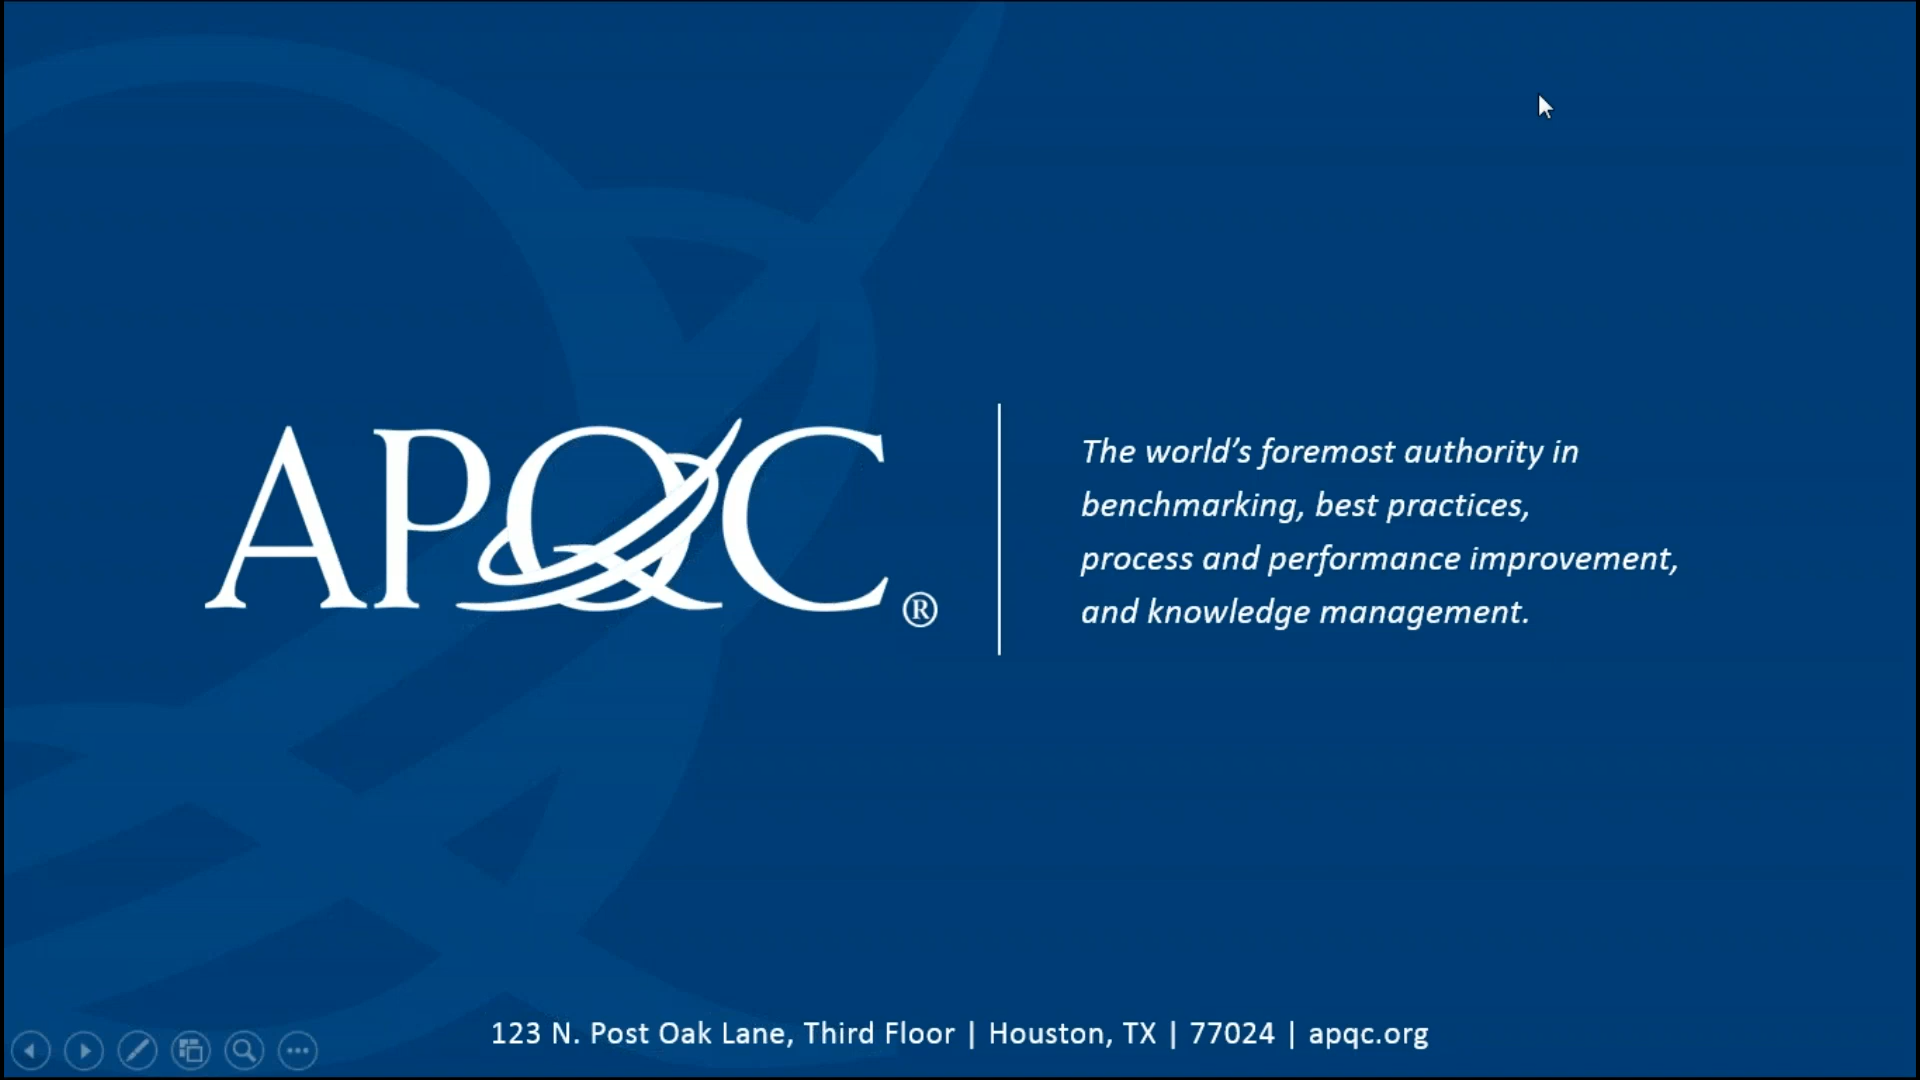 APQC®
The world’s foremost authority in
benchmarking, best practices,
process and performance improvement,
and knowledge management.
123 N. Post Oak Lane, Third Floor | Houston, TX | 77024 | apqc.org